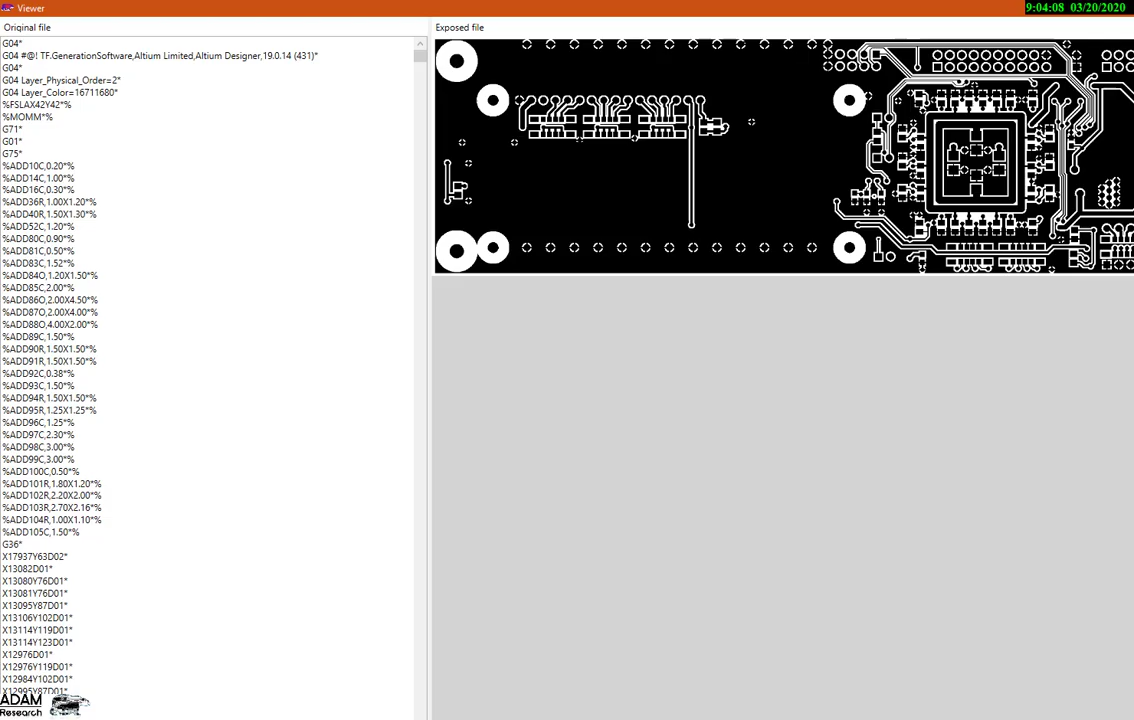 Viewer
9:04:08 03/20/2020
Original file
Exposed file
G04*
G04 #@! TF.GenerationSoftware,Altium Limited,Altium Designer,19.0.14 (431)*
G04*
G04 Layer_Physical_Order=2*
G04 Layer_Color=16711680*
%FSLAX42Y42*%
%MOMM*%
G71*
G01*
G75*
%ADD10C,0.20*%
%ADD14C,1.00*%
%ADD16C,0.30*%
%ADD36R,1.00X1.20*%
%ADD40R,1.50X1.30*%
%ADD52C,1.20*%
%ADD80C,0.90*%
%ADD81C,0.50*%
%ADD83C,1.52*%
%ADD84O,1.20X1.50*%
%ADD85C,2.00*%
%ADD86O,2.00X4.50*%
%ADD87O,2.00X4.00*%
%ADD88O,4.00X2.00*%
%ADD89C,1.50*%
%ADD90R,1.50X1.50*%
%ADD91R,1.50X1.50*%
%ADD92C,0.38*%
%ADD93C,1.50*%
%ADD94R,1.50X1.50*%
%ADD95R,1.25X1.25*%
%ADD96C,1.25*%
%ADD97C,2.30*%
%ADD98C,3.00*%
%ADD99C,3.00*%
%ADD100C,0.50*%
%ADD101R,1.80X1.20*%
%ADD102R,2.20X2.00*%
%ADD103R,2.70X2.16*%
%ADD104R,1.00X1.10*%
%ADD105C,1.50*%
G36*
X17937Y63D02*
X13082D01*
X13080Y76D01*
X13081Y76D01*
X13095Y87D01*
X13106Y102D01*
X13114Y119D01*
X13114Y123D01*
X12976D01*
X12976Y119D01*
X12984Y102D01*
X12995Y87D01*
ADAM
Research